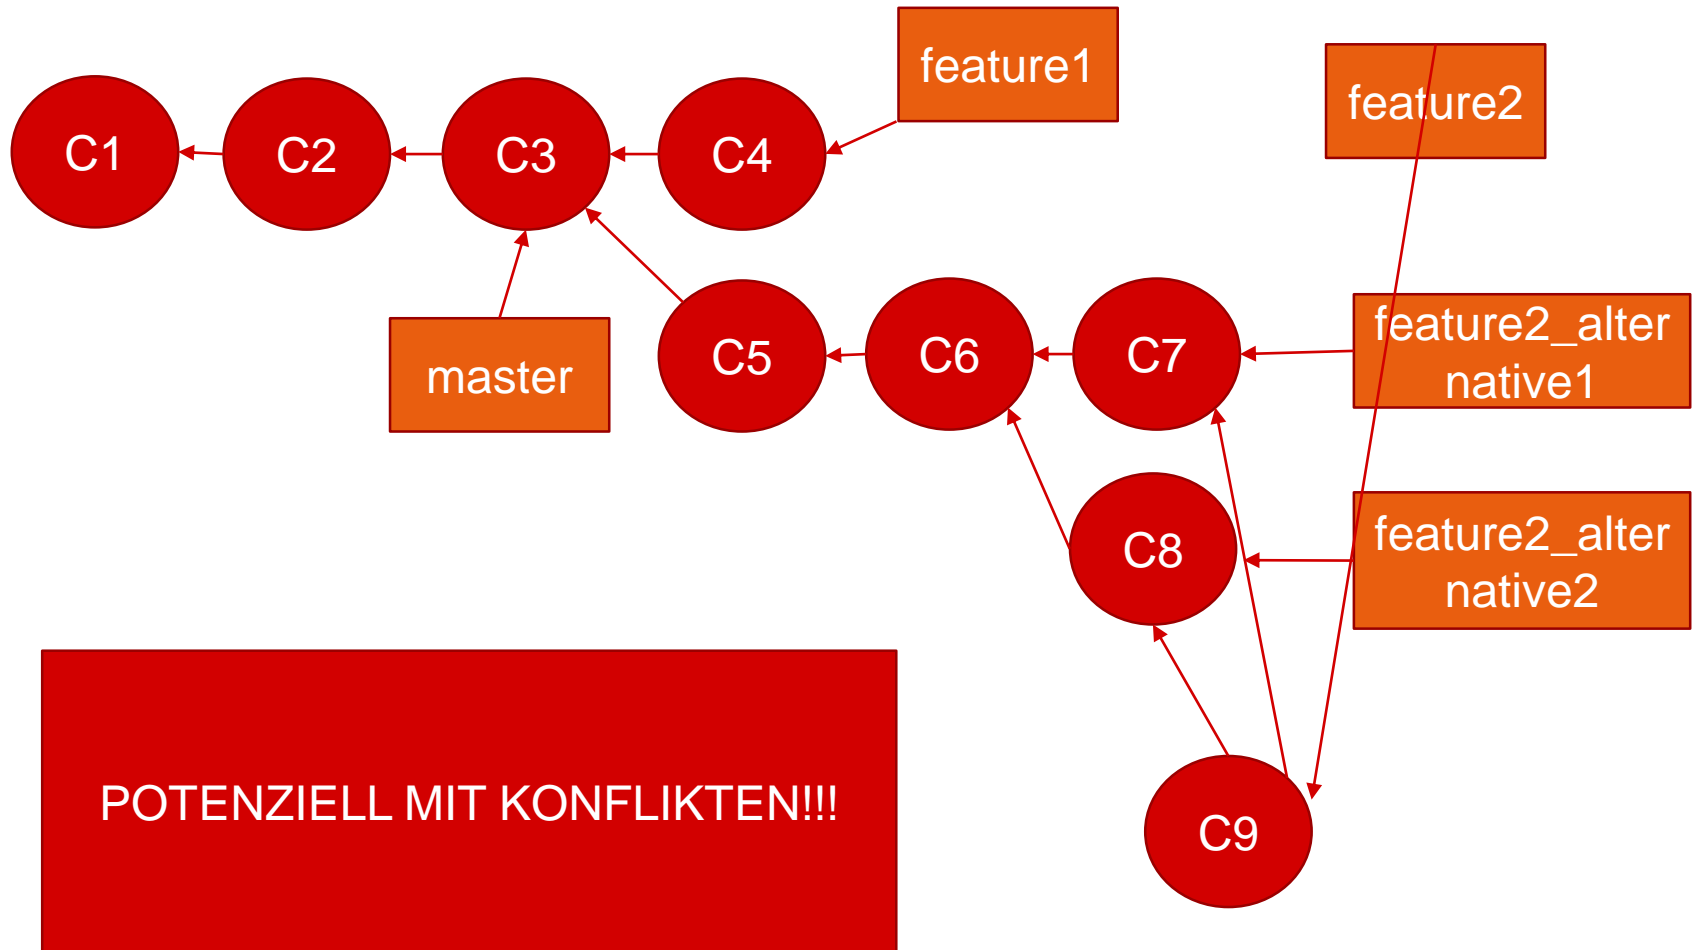 feature1
feature2
C1
C2
C3
C4
master
C5
C6
C7
feature2_alter
native1
C8
feature2_alter
native2
POTENZIELL MIT KONFLIKTEN!!!
C9